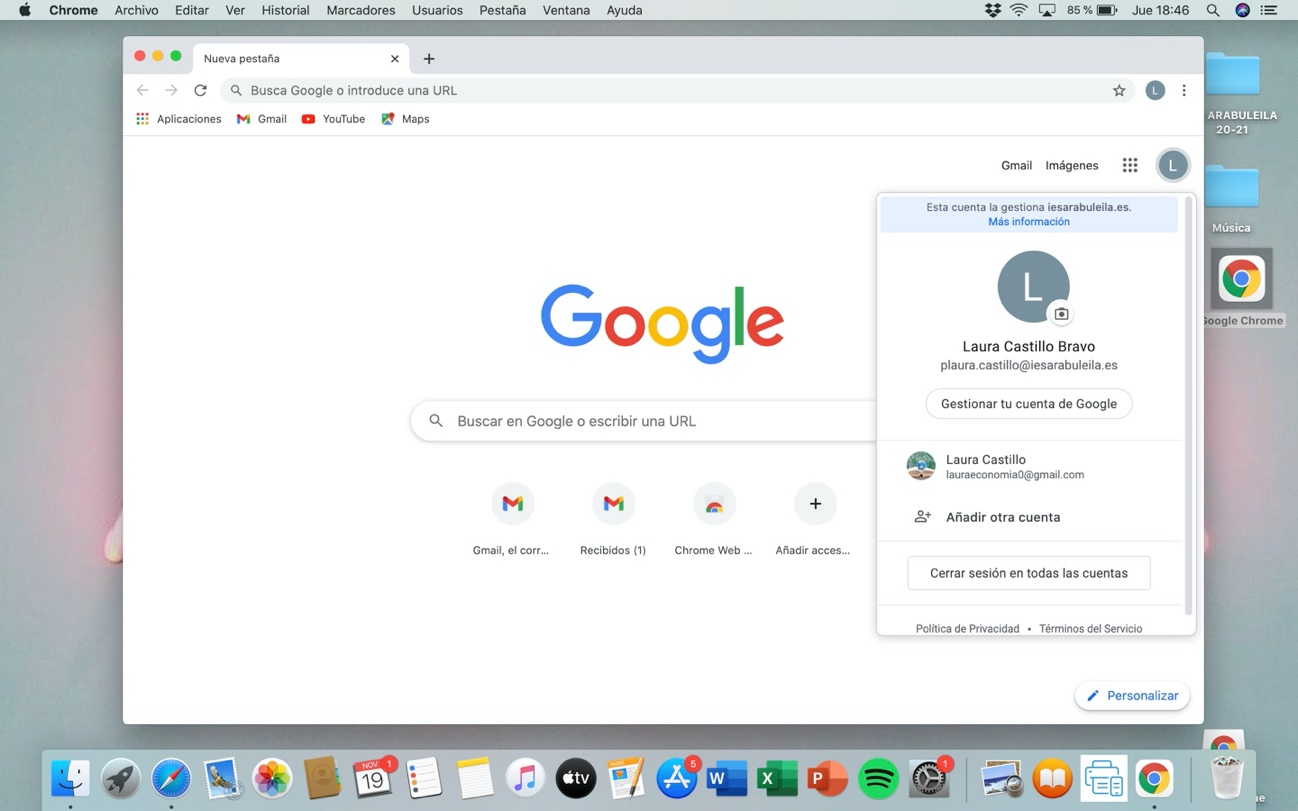 Chrome Archivo Editar Ver Historial Marcadores Usuarios Pestaña Ventana Ayuda 85 % Jue 18:46
Nueva pestaña
Busca Google o introduce una URL
L
Aplicaciones Gmail YouTube Maps
Gmail Imágenes
L
Esta cuenta la gestiona iesarabuleila.es.
Más información
L
Laura Castillo Bravo
plaura.castillo@iesarabuleila.es
Gestionar tu cuenta de Google
Laura Castillo
lauraeconomia0@gmail.com
Añadir otra cuenta
Cerrar sesión en todas las cuentas
Política de Privacidad • Términos del Servicio
Google
Buscar en Google o escribir una URL
Gmail, el corr...
Recibidos (1)
Chrome Web ...
Añadir acces...
Personalizar
ARABULEILA
20-21
Música
Google Chrome
NOV
19
1
tv
5
W
X
P
1